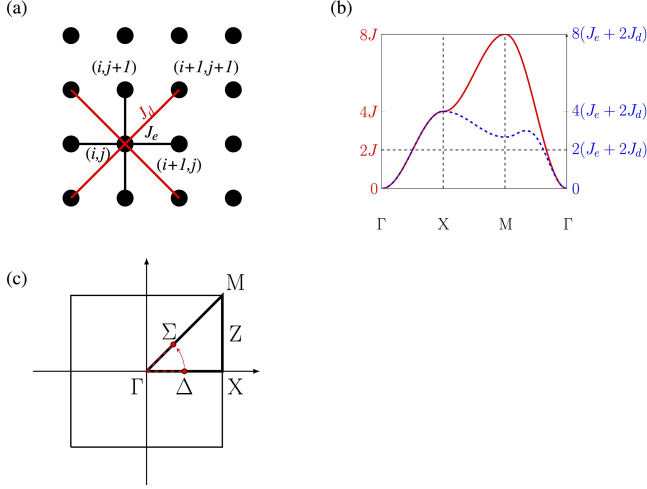 (a)
(i,j+1)
(i+1,j+1)
J_d
J_e
(i,j)
(i+1,j)
(b)
8J
4J
2J
0
8(J_e + 2J_d)
4(J_e + 2J_d)
2(J_e + 2J_d)
0
Γ X M Γ
(c)
M
Σ
Z
Γ
Δ
X